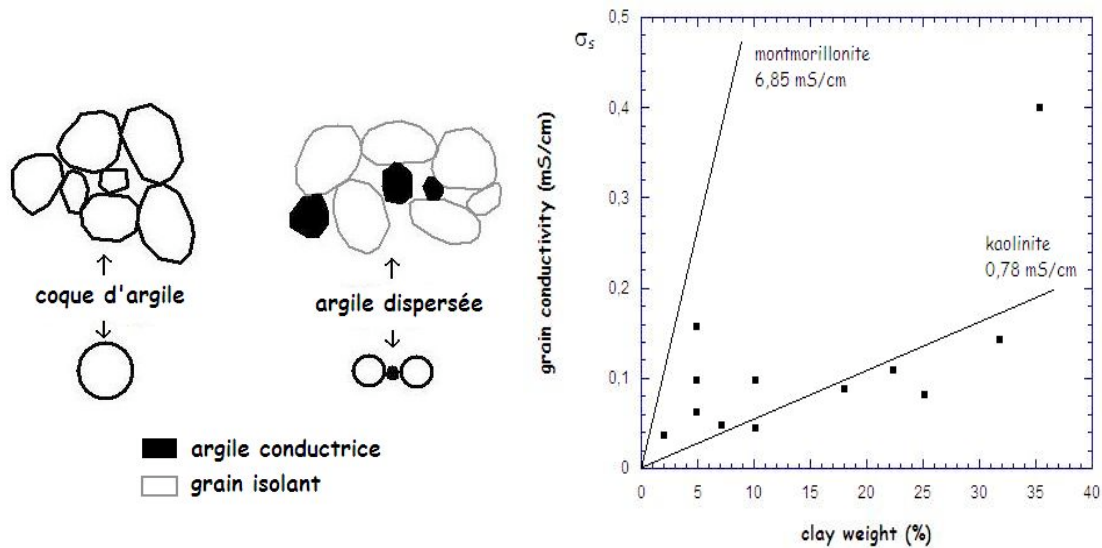 coque d'argile
argile dispersée
argile conductrice
grain isolant
σs
grain conductivity (mS/cm)
0,5
0,4
0,3
0,2
0,1
0
montmorillonite
6,85 mS/cm
kaolinite
0,78 mS/cm
0 5 10 15 20 25 30 35 40
clay weight (%)